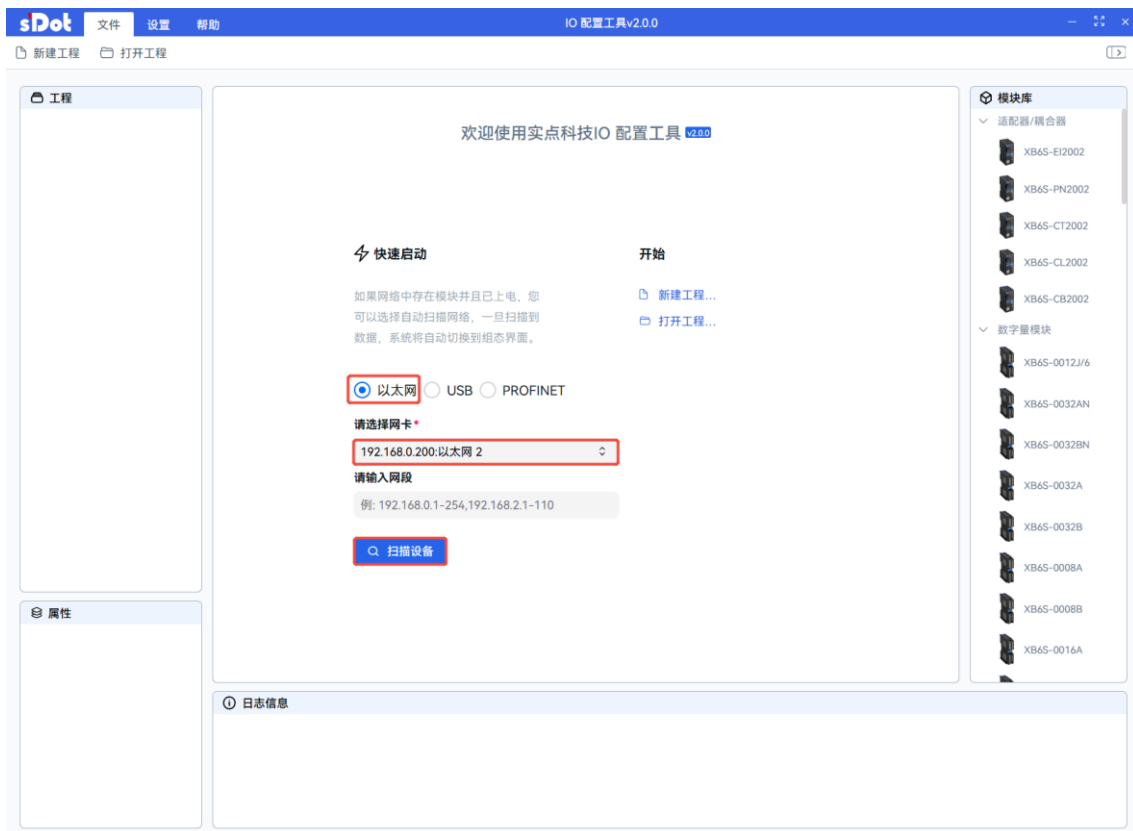 sDot 文件 设置 帮助 IO 配置工具v2.0.0
新建工程 打开工程
工程
欢迎使用实点科技IO 配置工具 v2.0.0
快速启动
如果网络中存在模块并且已上电，您
可以选择自动扫描网络，一旦扫描到
数据，系统将自动切换到组态界面。
以太网 USB PROFINET
请选择网卡*
192.168.0.200:以太网 2
请输入网段
例: 192.168.0.1-254,192.168.2.1-110
扫描设备
开始
新建工程...
打开工程...
模块库
适配器/耦合器
XB6S-EI2002
XB6S-PN2002
XB6S-CT2002
XB6S-CL2002
XB6S-CB2002
数字量模块
XB6S-0012J/6
XB6S-0032AN
XB6S-0032BN
XB6S-0032A
XB6S-0032B
XB6S-0008A
XB6S-0008B
XB6S-0016A
属性
日志信息